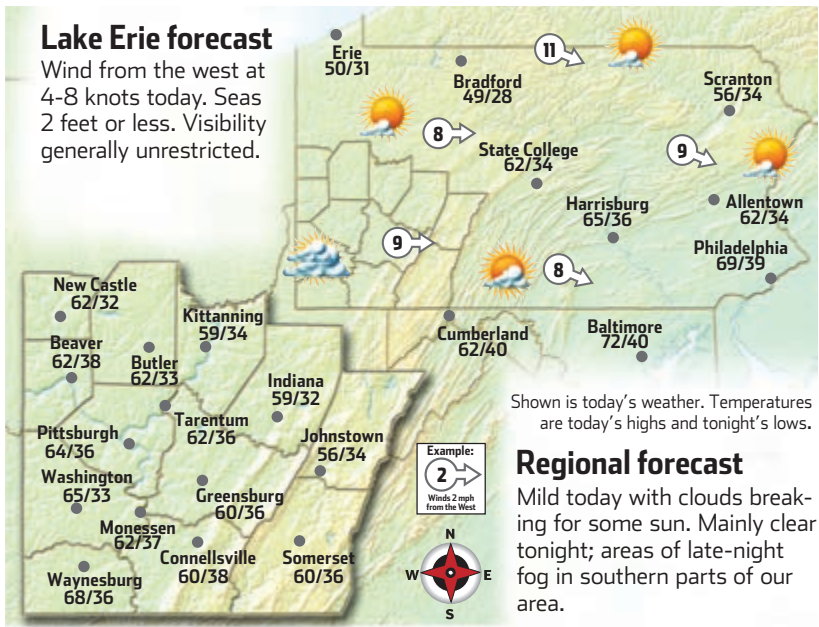 Lake Erie forecast
Wind from the west at
4-8 knots today. Seas
2 feet or less. Visibility
generally unrestricted.
Erie
50/31
Bradford
49/28
11
Scranton
56/34
8
State College
62/34
9
Harrisburg
65/36
Allentown
62/34
9
8
Philadelphia
69/39
Cumberland
62/40
Baltimore
72/40
New Castle
62/32
Kittanning
59/34
Beaver
62/38
Butler
62/33
Indiana
59/32
Tarentum
62/36
Pittsburgh
64/36
Johnstown
56/34
Washington
65/33
Greensburg
60/36
Monessen
62/37
Connellsville
60/38
Somerset
60/36
Waynesburg
68/36
Example:
2
Winds 2 mph
from the West
N
W
E
S
Shown is today’s weather. Temperatures
are today’s highs and tonight’s lows.
Regional forecast
Mild today with clouds break-
ing for some sun. Mainly clear
tonight; areas of late-night
fog in southern parts of our
area.